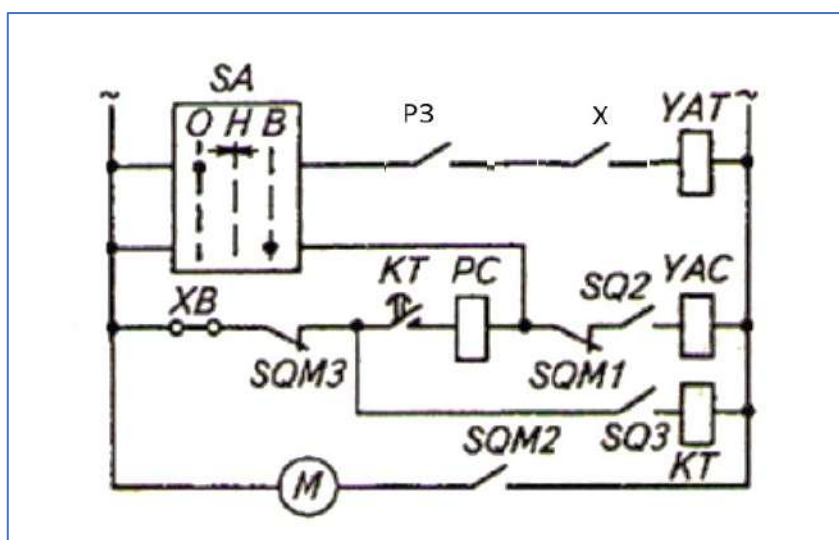 SA
~ ~
О Н В
РЗ X YAT
KT PC SQ2 YAC
XB
SQM3 SQM1
SQM2 SQ3 KT
M